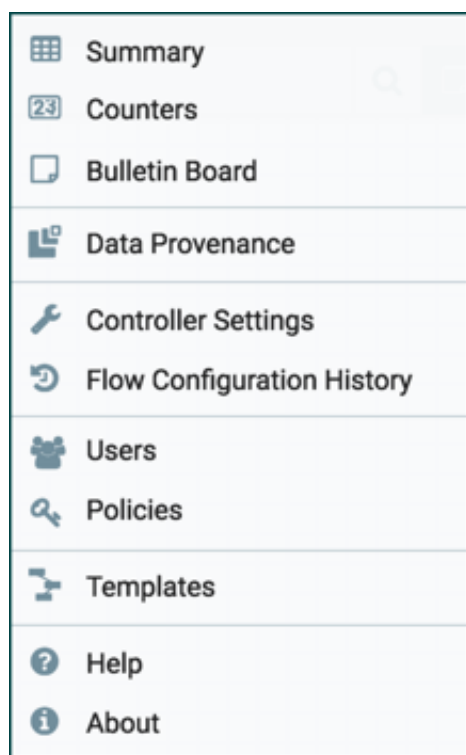 Summary
23 Counters
Bulletin Board
Data Provenance
Controller Settings
Flow Configuration History
Users
Policies
Templates
Help
About